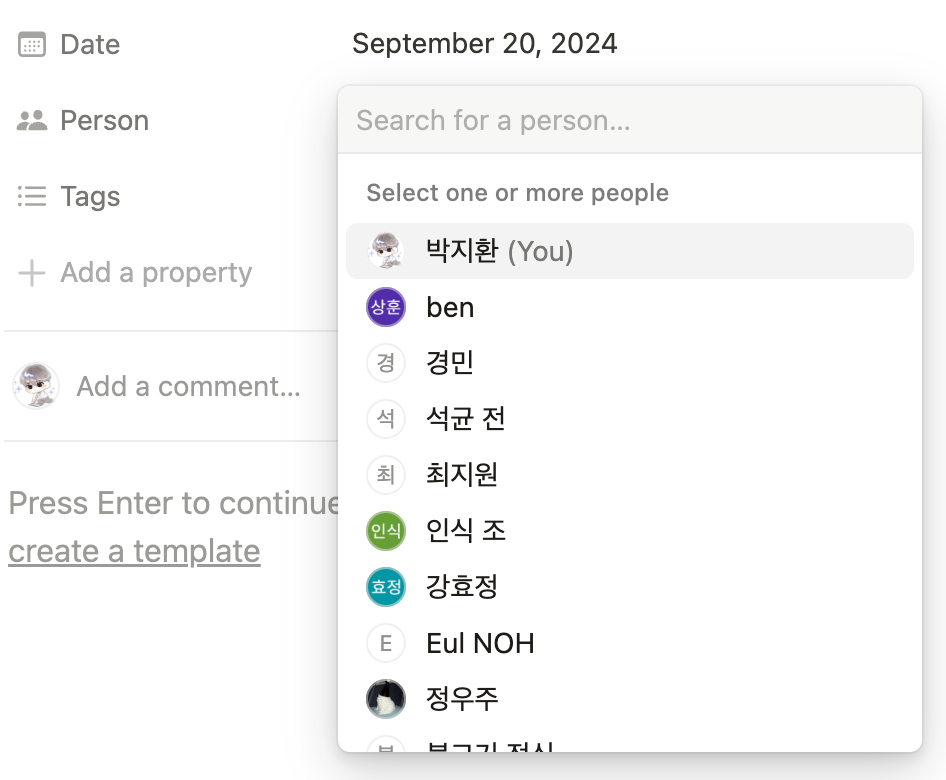 Date
September 20, 2024
Person
Search for a person...
Tags
Select one or more people
Add a property
박지환 (You)
상훈
ben
경
경민
Add a comment...
석
석균 전
최
최지원
Press Enter to continue
인식
인식 조
create a template
효정
강효정
E
Eul NOH
정우주